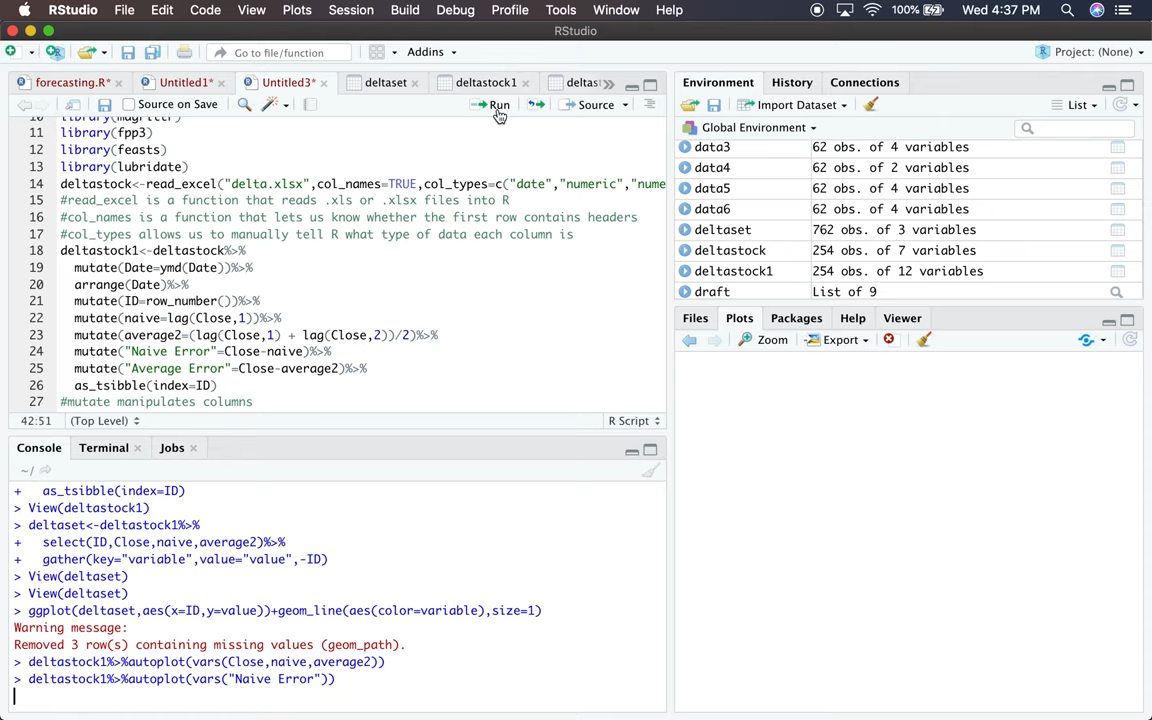 RStudio File Edit Code View Plots Session Build Debug Profile Tools Window Help 100% Wed 4:37 PM
RStudio
Go to file/function Addins Project: (None)
forecasting.R* Untitled1* Untitled3* deltaset deltastock1 deltast
Source on Save Run Source
10 library(magrittr)
11 library(fpp3)
12 library(feasts)
13 library(lubridate)
14 deltastock<-read_excel("delta.xlsx",col_names=TRUE,col_types=c("date","numeric","nume
15 #read_excel is a function that reads .xls or .xlsx files into R
16 #col_names is a function that lets us know whether the first row contains headers
17 #col_types allows us to manually tell R what type of data each column is
18 deltastock1<-deltastock%>%
19 mutate(Date=ymd(Date))%>%
20 arrange(Date)%>%
21 mutate(ID=row_number())%>%
22 mutate(naive=lag(Close,1))%>%
23 mutate(average2=(lag(Close,1) + lag(Close,2))/2)%>%
24 mutate("Naive Error"=Close-naive)%>%
25 mutate("Average Error"=Close-average2)%>%
26 as_tsibble(index=ID)
27 #mutate manipulates columns
42:51 (Top Level) R Script
Console Terminal Jobs
~/
+ as_tsibble(index=ID)
> View(deltastock1)
> deltaset<-deltastock1%>%
+ select(ID,Close,naive,average2)%>%
+ gather(key="variable",value="value",-ID)
> View(deltaset)
> View(deltaset)
> ggplot(deltaset,aes(x=ID,y=value))+geom_line(aes(color=variable),size=1)
Warning message:
Removed 3 row(s) containing missing values (geom_path).
> deltastock1%>%autoplot(vars(Close,naive,average2))
> deltastock1%>%autoplot(vars("Naive Error"))
Environment History Connections
Import Dataset List
Global Environment
data3 62 obs. of 4 variables
data4 62 obs. of 2 variables
data5 62 obs. of 4 variables
data6 62 obs. of 4 variables
deltaset 762 obs. of 3 variables
deltastock 254 obs. of 7 variables
deltastock1 254 obs. of 12 variables
draft List of 9
Files Plots Packages Help Viewer
Zoom Export